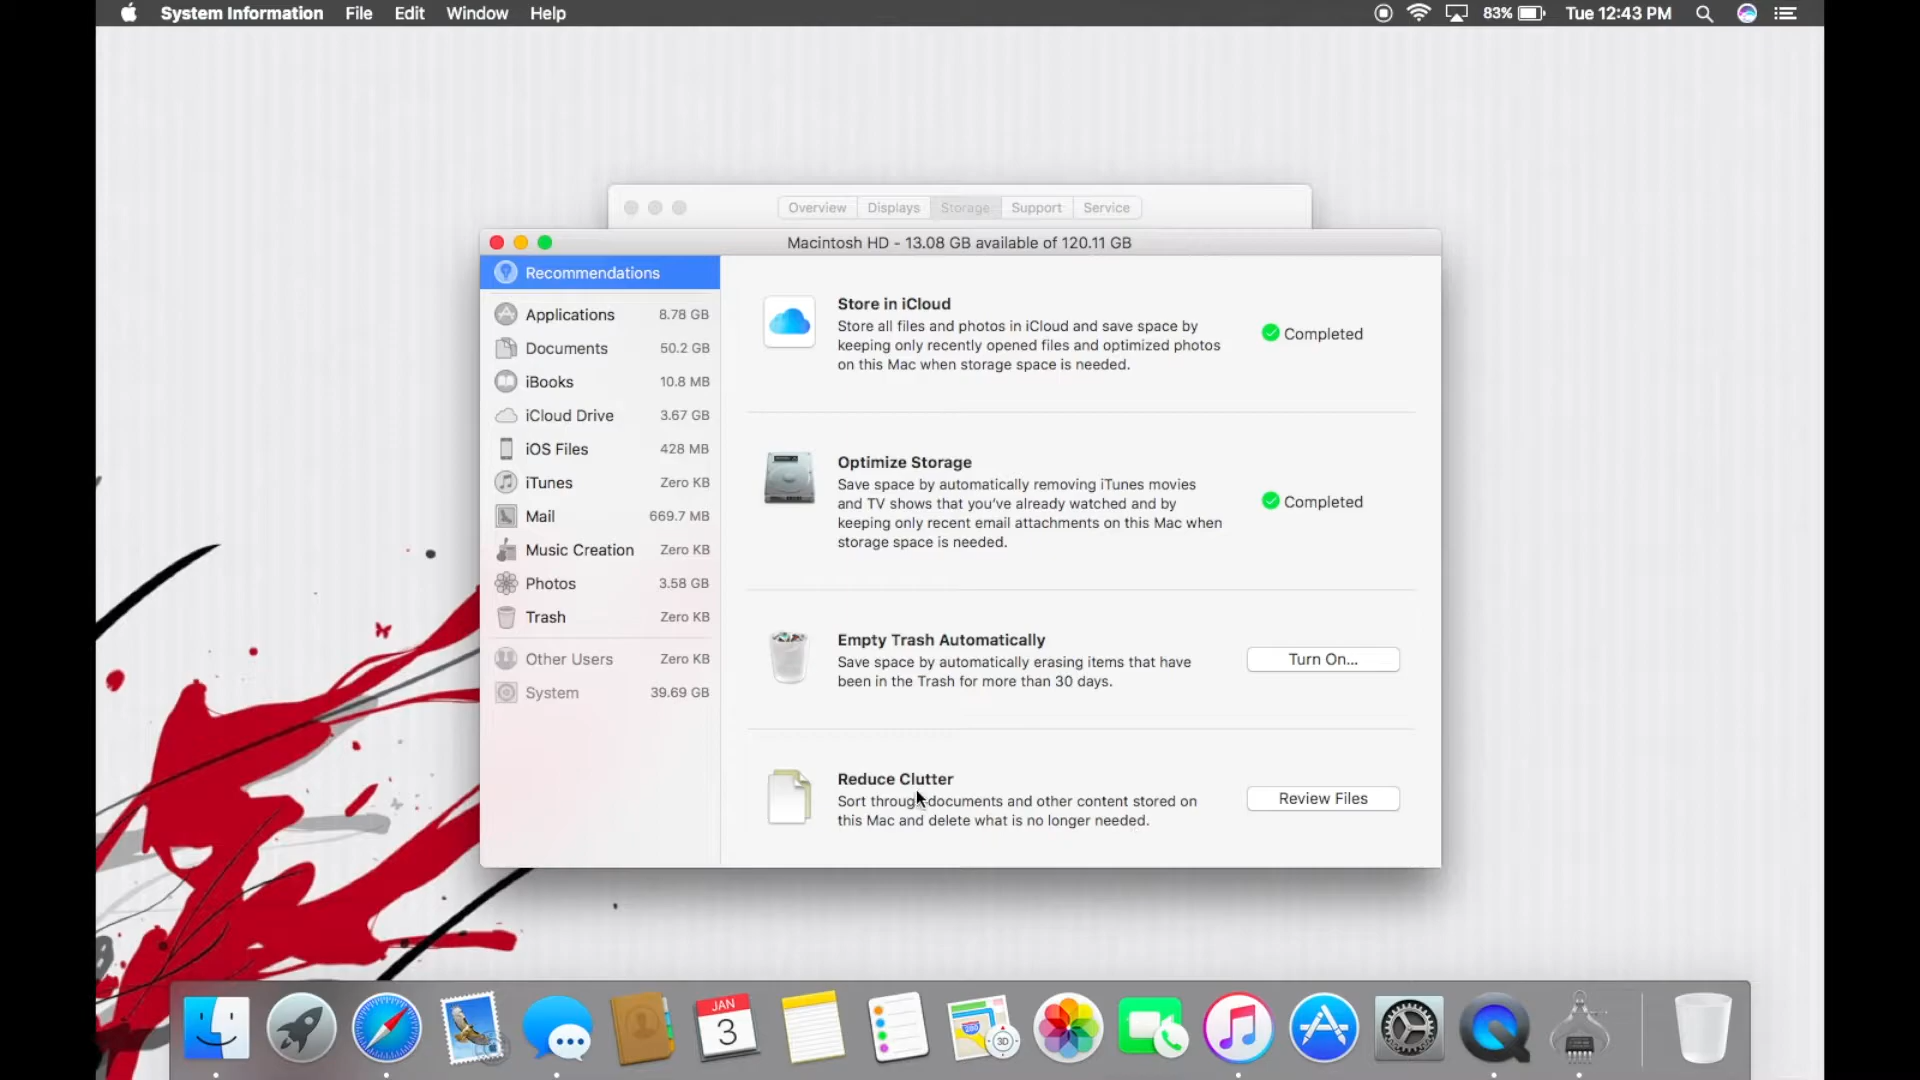 System Information File Edit Window Help 83% Tue 12:43 PM
Overview Displays Storage Support Service
Macintosh HD - 13.08 GB available of 120.11 GB
Recommendations
Applications 8.78 GB
Documents 50.2 GB
iBooks 10.8 MB
iCloud Drive 3.67 GB
iOS Files 428 MB
iTunes Zero KB
Mail 669.7 MB
Music Creation Zero KB
Photos 3.58 GB
Trash Zero KB
Other Users Zero KB
System 39.69 GB
Store in iCloud
Store all files and photos in iCloud and save space by
keeping only recently opened files and optimized photos
on this Mac when storage space is needed.
Completed
Optimize Storage
Save space by automatically removing iTunes movies
and TV shows that you've already watched and by
keeping only recent email attachments on this Mac when
storage space is needed.
Completed
Empty Trash Automatically
Save space by automatically erasing items that have
been in the Trash for more than 30 days.
Turn On...
Reduce Clutter
Sort through documents and other content stored on
this Mac and delete what is no longer needed.
Review Files
JAN
3
280
3D